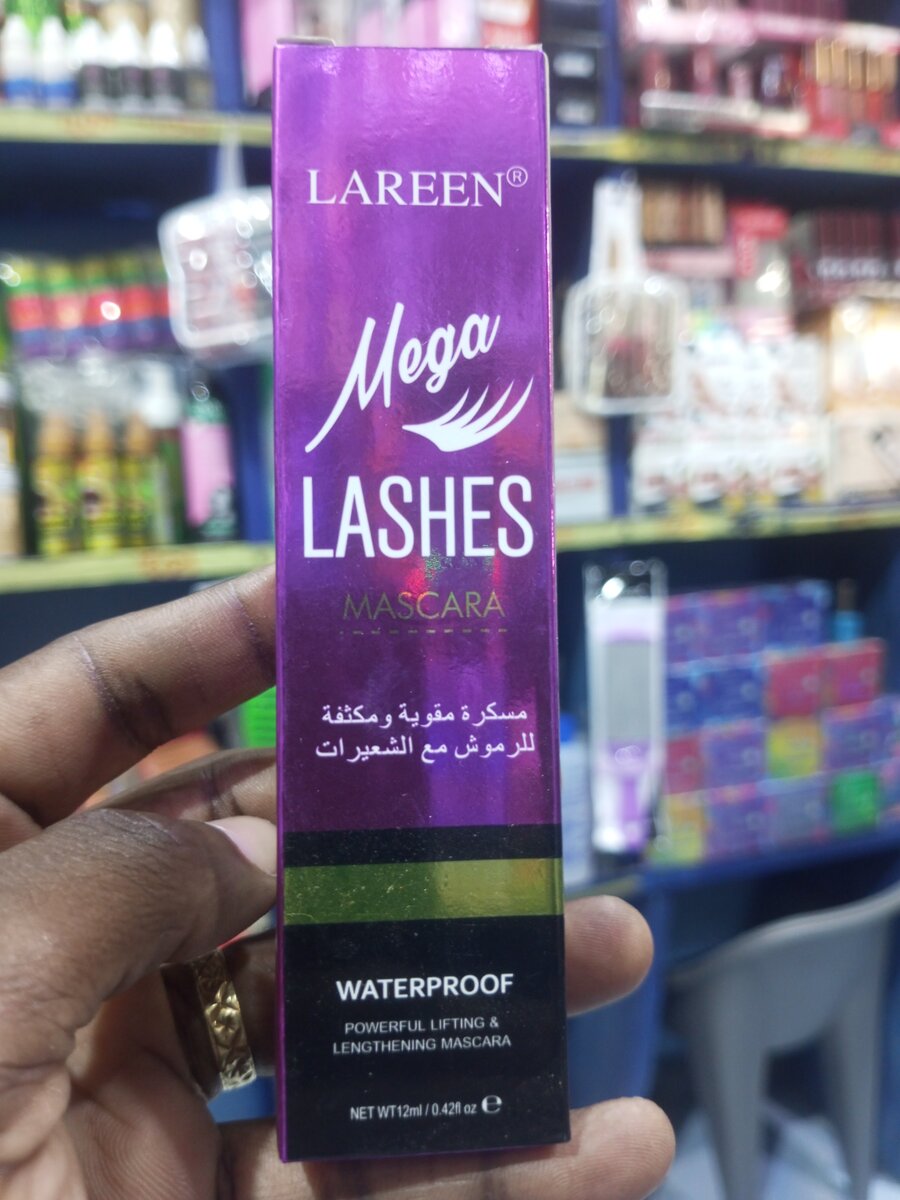 LAREEN®
Mega
LASHES
MASCARA
مسكرة مقوية ومكثفة
للرموش مع الشعيرات
WATERPROOF
POWERFUL LIFTING &
LENGTHENING MASCARA
NET WT12ml / 0.42fl oz ℮